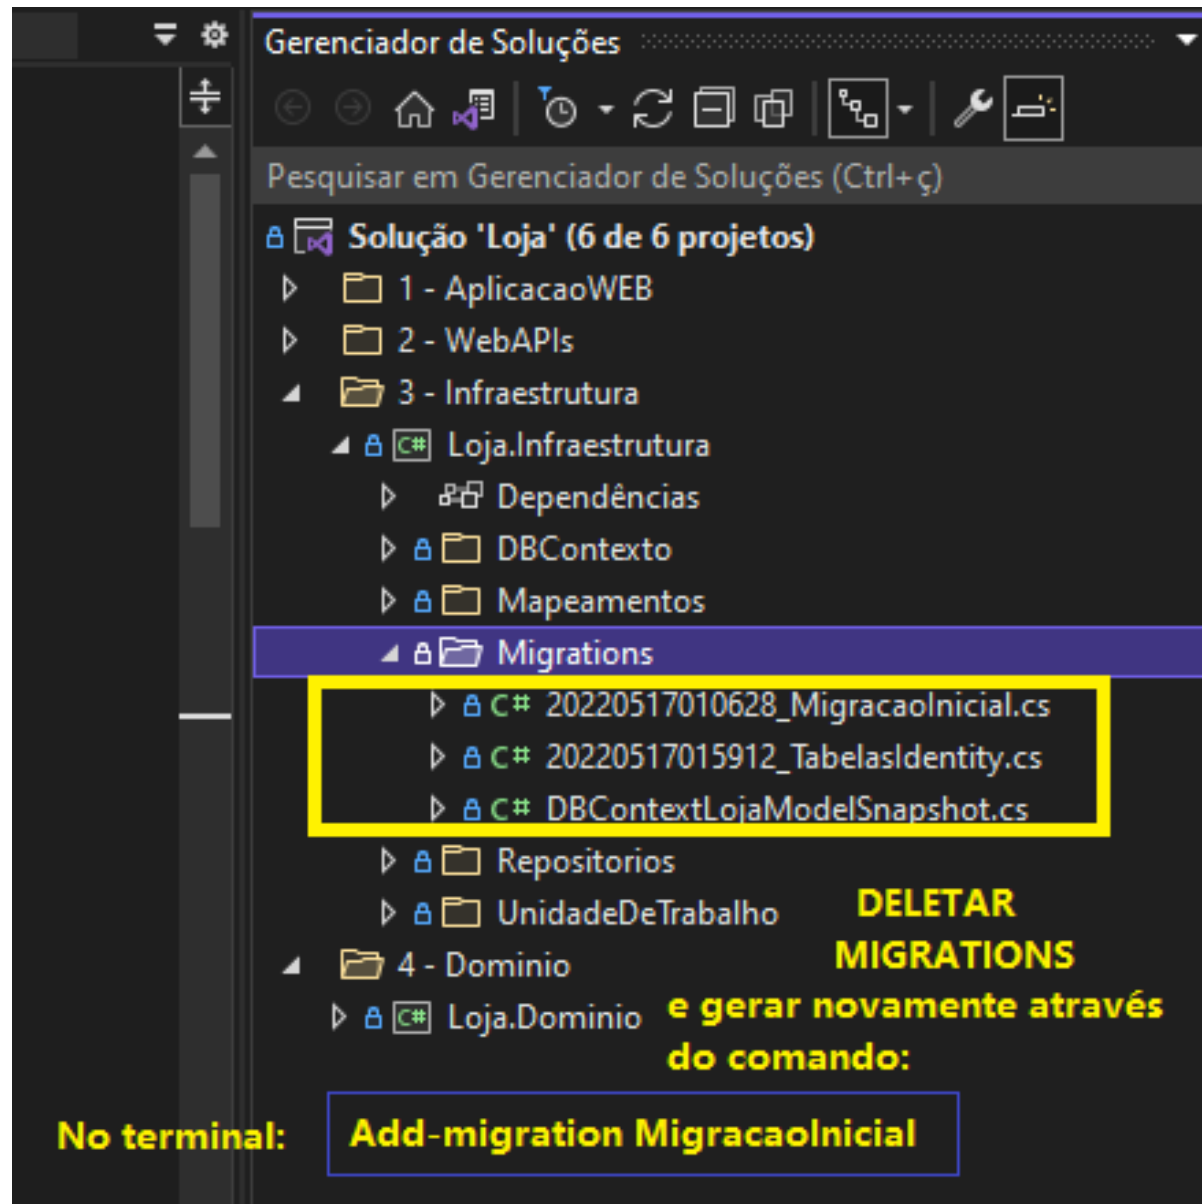 Gerenciador de Soluções
Pesquisar em Gerenciador de Soluções (Ctrl+ç)
Solução 'Loja' (6 de 6 projetos)
1 - AplicacaoWEB
2 - WebAPIs
3 - Infraestrutura
C# Loja.Infraestrutura
Dependências
DBContexto
Mapeamentos
Migrations
C# 20220517010628_MigracaoInicial.cs
C# 20220517015912_TabelasIdentity.cs
C# DBContextLojaModelSnapshot.cs
Repositorios
UnidadeDeTrabalho
4 - Dominio
C# Loja.Dominio
DELETAR
MIGRATIONS
e gerar novamente através
do comando:
No terminal: Add-migration MigracaoInicial